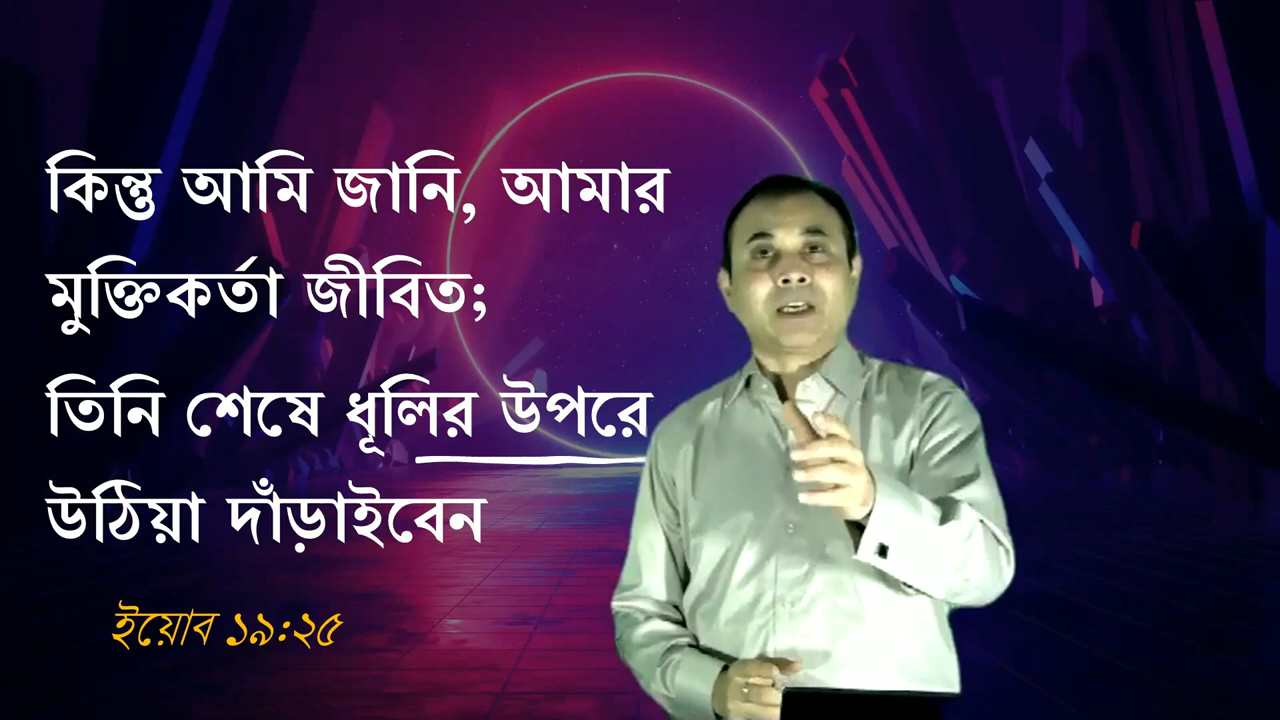 কিন্তু আমি জানি, আমার
মুক্তিকর্তা জীবিত;
তিনি শেষে ধূলির উপরে
উঠিয়া দাঁড়াইবেন
ইয়োব ১৯:২৫